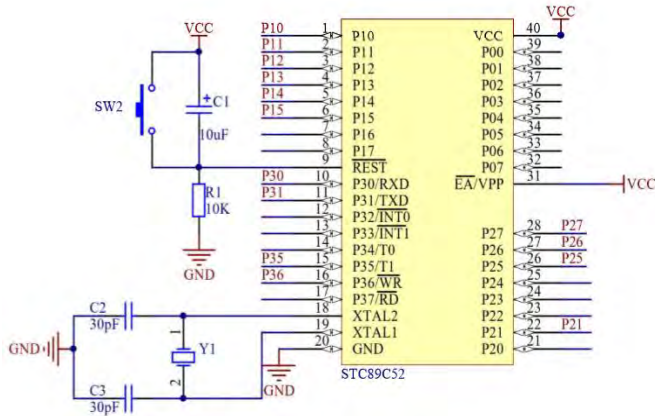 VCC
SW2
C1
10uF
R1
10K
GND
C2
30pF
GND
C3
30pF
1
Y1
2
GND
P10 1 P10
P11 2 P11
P12 3 P12
P13 4 P13
P14 5 P14
P15 6 P15
7 P16
8 P17
9 REST
P30 10 P30/RXD
P31 11 P31/TXD
12 P32/INT0
13 P33/INT1
14 P34/T0
P35 15 P35/T1
P36 16 P36/WR
17 P37/RD
18 XTAL2
19 XTAL1
20 GND
VCC
VCC 40
P00 39
P01 38
P02 37
P03 36
P04 35
P05 34
P06 33
P07 32
EA/VPP 31 VCC
P27 28 P27
P26 27 P26
P25 26 P25
P24 25
P23 24
P22 23
P21 22 P21
P20 21
STC89C52